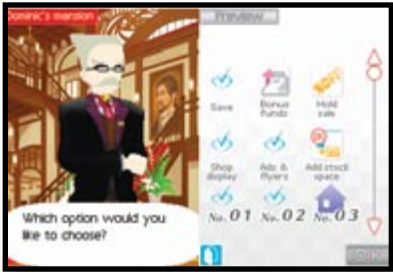 Dominic's mansion
Preview
Save
Bonus
funds
Hold
sale
Shop
display
Ads &
flyers
Add stock
space
No. 01
No. 02
No. 03
Which option would you
like to choose?
OK